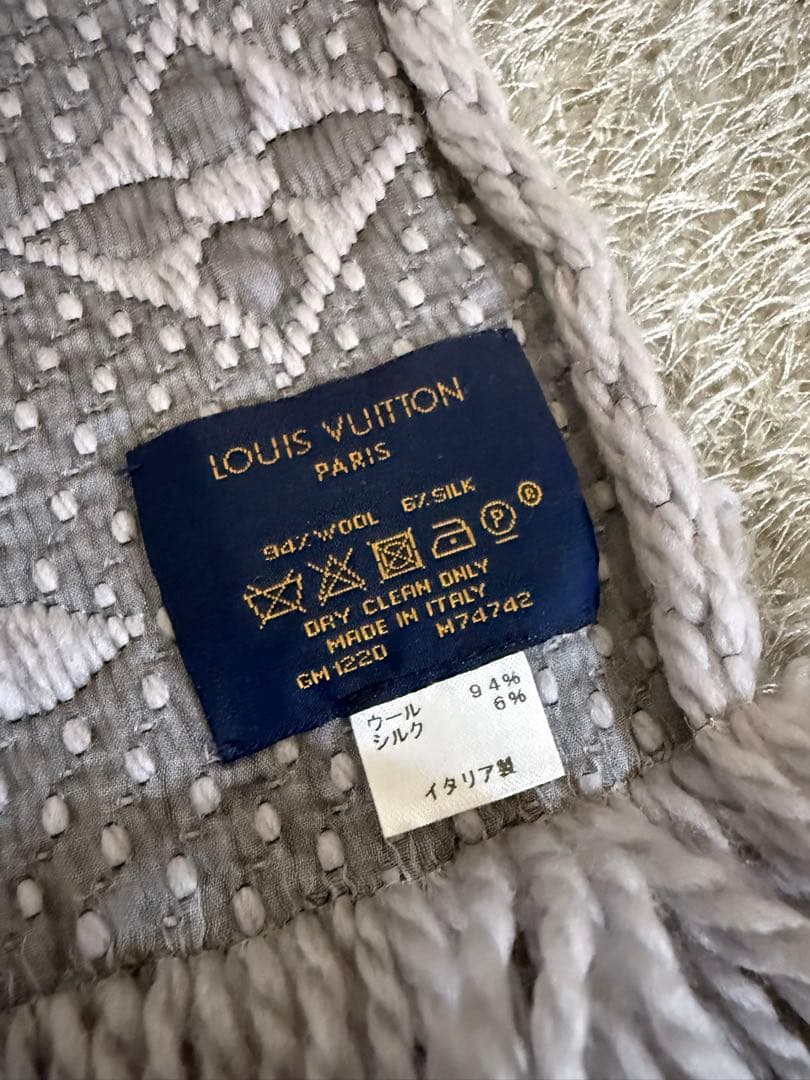 LOUIS VUITTON
PARIS
94% WOOL 6% SILK
P ®
DRY CLEAN ONLY
MADE IN ITALY
GM1220 M74742
ウール 94%
シルク 6%
イタリア製